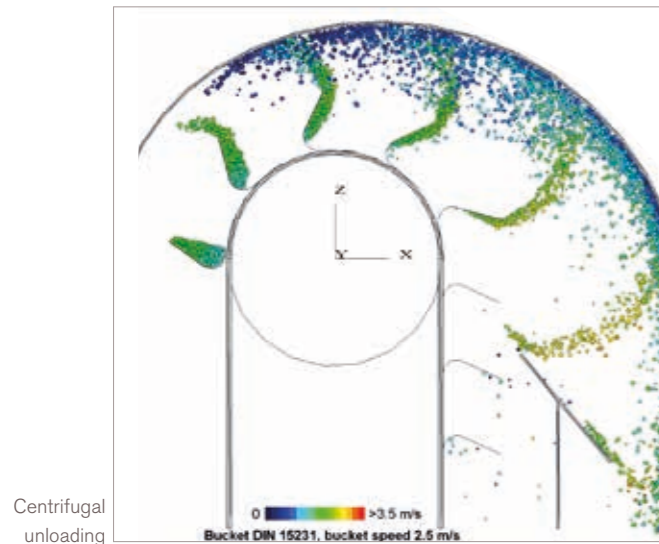 Z
Y
X
Centrifugal
unloading
0 >3.5 m/s
Bucket DIN 15231, bucket speed 2.5 m/s